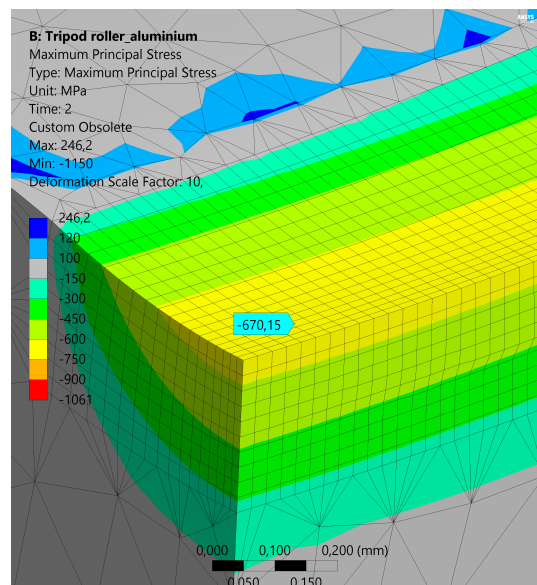 ANSYS
B: Tripod roller_aluminium
Maximum Principal Stress
Type: Maximum Principal Stress
Unit: MPa
Time: 2
Custom Obsolete
Max: 246,2
Min: -1150
Deformation Scale Factor: 10,
246,2
120
100
-150
-300
-450
-600
-750
-900
-1061
-670,15
0,000 0,100 0,200 (mm)
0,050 0,150